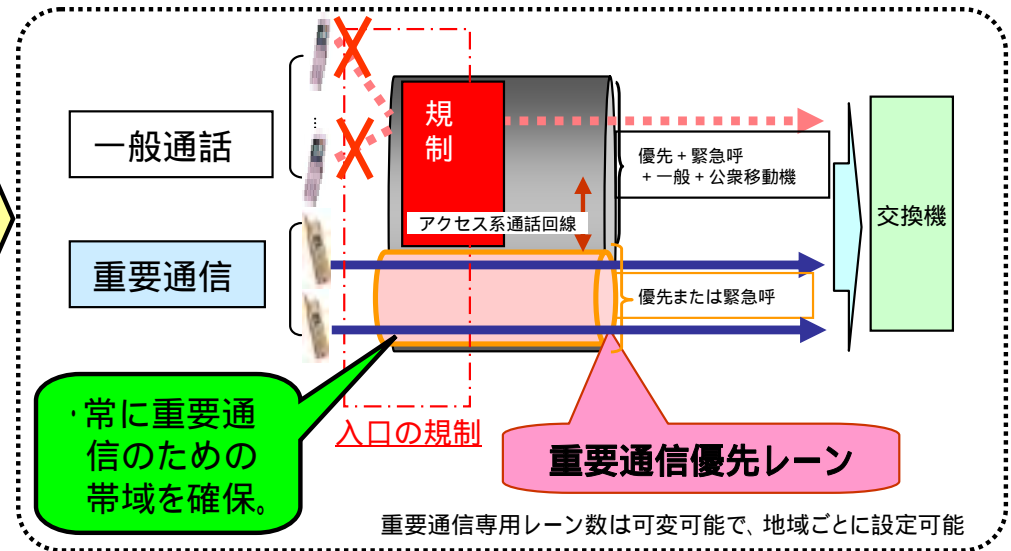 一般通話
重要通信
規
制
アクセス系通話回線
優先+緊急呼
+一般+公衆移動機
優先または緊急呼
交換機
・常に重要通
信のための
帯域を確保。
入口の規制
重要通信優先レーン
重要通信専用レーン数は可変可能で、地域ごとに設定可能